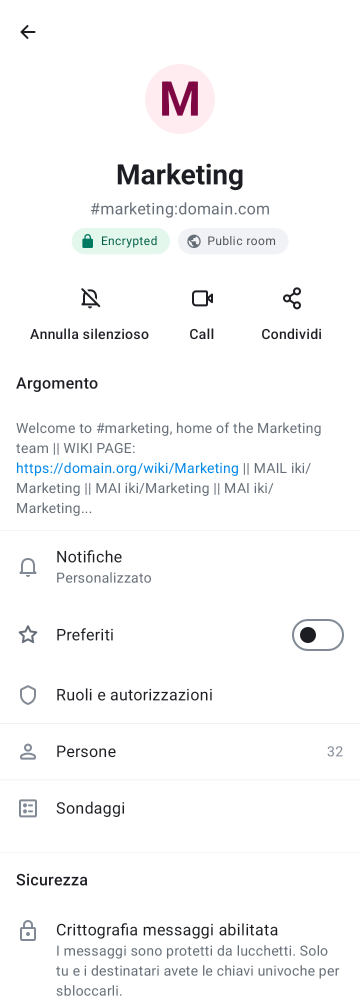 M
Marketing
#marketing:domain.com
Encrypted
Public room
Annulla silenzioso
Call
Condividi
Argomento
Welcome to #marketing, home of the Marketing
team || WIKI PAGE:
https://domain.org/wiki/Marketing || MAIL iki/
Marketing || MAI iki/Marketing || MAI iki/
Marketing...
Notifiche
Personalizzato
Preferiti
Ruoli e autorizzazioni
Persone
32
Sondaggi
Sicurezza
Crittografia messaggi abilitata
I messaggi sono protetti da lucchetti. Solo
tu e i destinatari avete le chiavi univoche per
sbloccarli.